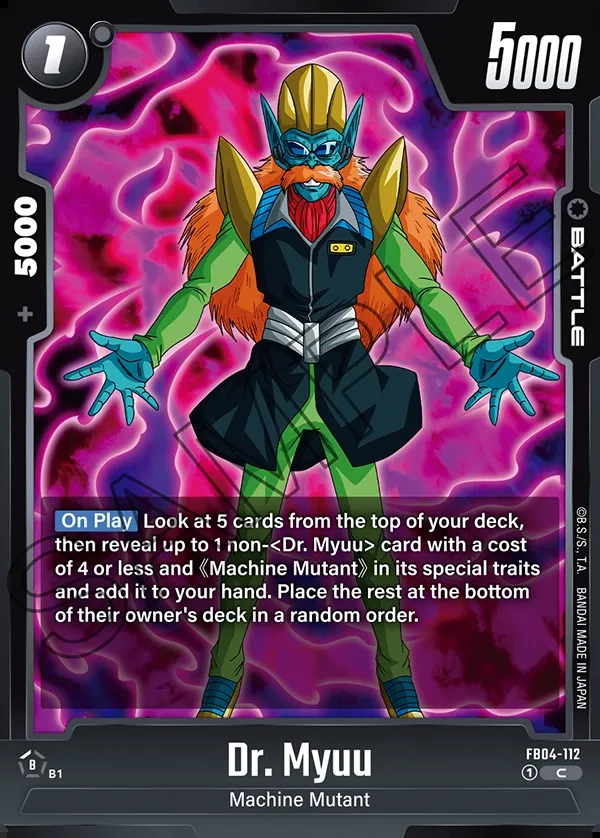 1
5000
+ 5000
BATTLE
SAMPLE
On Play Look at 5 cards from the top of your deck,
then reveal up to 1 non-<Dr. Myuu> card with a cost
of 4 or less and 《Machine Mutant》 in its special traits
and add it to your hand. Place the rest at the bottom
of their owner's deck in a random order.
©B.S./S., T.A. BANDAI MADE IN JAPAN
B B1
Dr. Myuu
FB04-112
① C
Machine Mutant